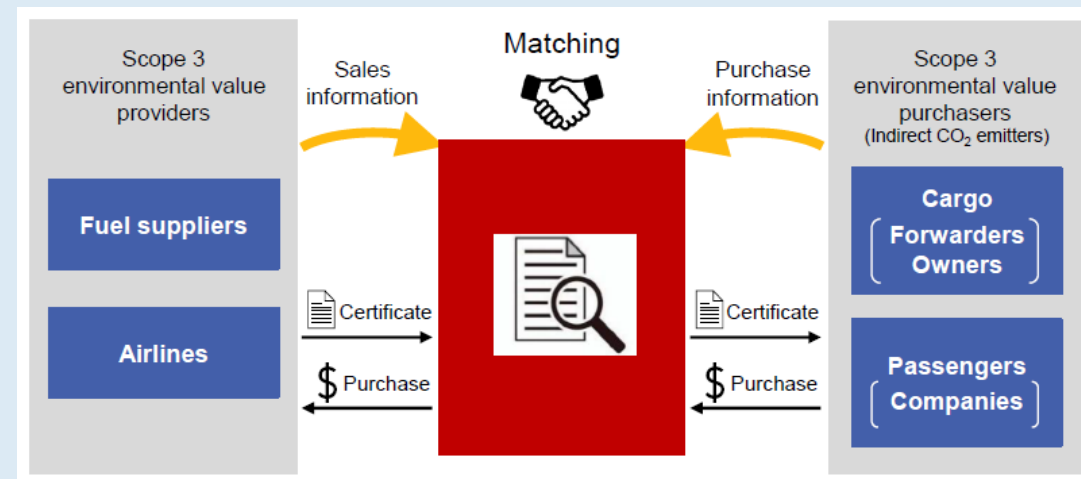 Scope 3
environmental value
providers
Fuel suppliers
Airlines
Sales
information
Matching
Purchase
information
Certificate
$ Purchase
Certificate
$ Purchase
Scope 3
environmental value
purchasers
(Indirect CO₂ emitters)
Cargo
Forwarders
Owners
Passengers
Companies